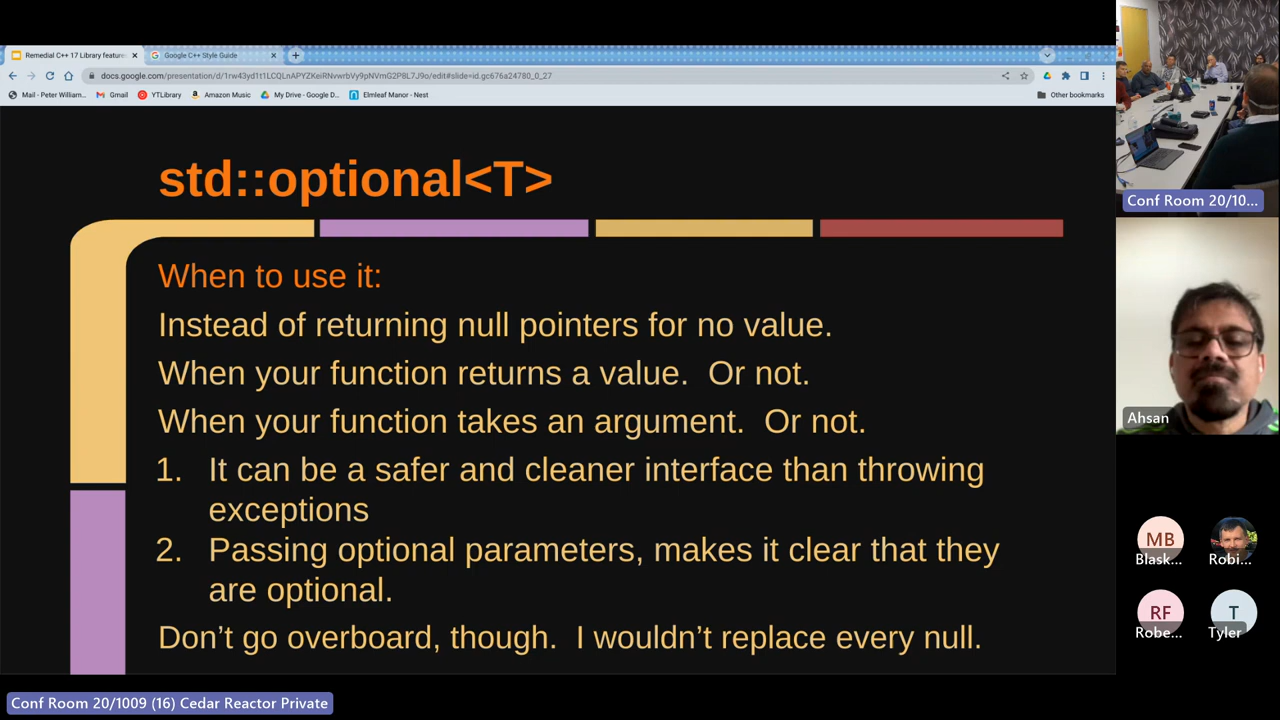 Remedial C++ 17 Library feature
Google C++ Style Guide
docs.google.com/presentation/d/1rw43yd1t1LCQLnAPYZKeiRNvwrbVy9pNVmG2P8L7J9o/edit#slide=id.gc676a24780_0_27
Mail - Peter William...
Gmail
YTLibrary
Amazon Music
My Drive - Google D...
Elmleaf Manor - Nest
Other bookmarks
std::optional<T>
When to use it:
Instead of returning null pointers for no value.
When your function returns a value. Or not.
When your function takes an argument. Or not.
1. It can be a safer and cleaner interface than throwing
exceptions
2. Passing optional parameters, makes it clear that they
are optional.
Don't go overboard, though. I wouldn't replace every null.
Conf Room 20/10...
Ahsan
MB
Blask...
Robi...
RF
Robe...
T
Tyler
Conf Room 20/1009 (16) Cedar Reactor Private